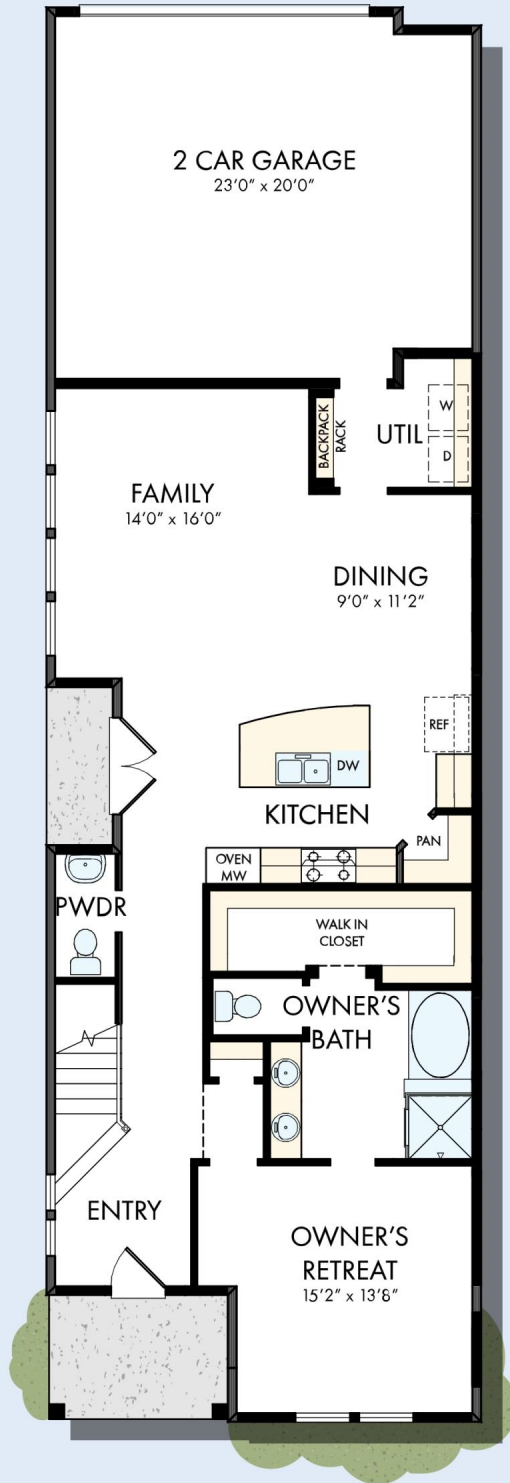 2 CAR GARAGE
23'0" x 20'0"
W
D
UTIL
BACKPACK
RACK
FAMILY
14'0" x 16'0"
DINING
9'0" x 11'2"
REF
DW
KITCHEN
PAN
OVEN
MW
PWDR
WALK IN
CLOSET
OWNER'S
BATH
ENTRY
OWNER'S
RETREAT
15'2" x 13'8"